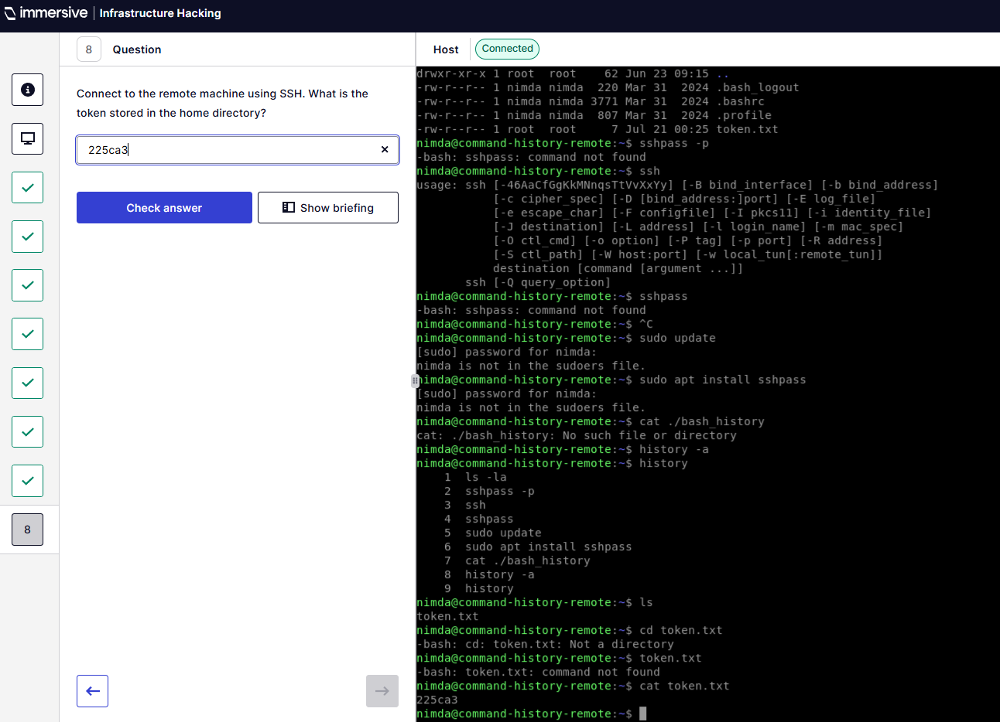 immersive | Infrastructure Hacking
8 Question
Connect to the remote machine using SSH. What is the
token stored in the home directory?
225ca3
Check answer
Show briefing
8
Host
Connected
drwxr-xr-x 1 root  root    62 Jun 23 09:15 ..
-rw-r--r-- 1 nimda nimda  220 Mar 31  2024 .bash_logout
-rw-r--r-- 1 nimda nimda 3771 Mar 31  2024 .bashrc
-rw-r--r-- 1 nimda nimda  807 Mar 31  2024 .profile
-rw-r--r-- 1 root  root     7 Jul 21 00:25 token.txt
nimda@command-history-remote:~$ sshpass -p
-bash: sshpass: command not found
nimda@command-history-remote:~$ ssh
usage: ssh [-46AaCfGgKkMNnqsTtVvXxYy] [-B bind_interface] [-b bind_address]
           [-c cipher_spec] [-D [bind_address:]port] [-E log_file]
           [-e escape_char] [-F configfile] [-I pkcs11] [-i identity_file]
           [-J destination] [-L address] [-l login_name] [-m mac_spec]
           [-O ctl_cmd] [-o option] [-P tag] [-p port] [-R address]
           [-S ctl_path] [-W host:port] [-w local_tun[:remote_tun]]
           destination [command [argument ...]]
       ssh [-Q query_option]
nimda@command-history-remote:~$ sshpass
-bash: sshpass: command not found
nimda@command-history-remote:~$ ^C
nimda@command-history-remote:~$ sudo update
[sudo] password for nimda:
nimda is not in the sudoers file.
nimda@command-history-remote:~$ sudo apt install sshpass
[sudo] password for nimda:
nimda is not in the sudoers file.
nimda@command-history-remote:~$ cat ./bash_history
cat: ./bash_history: No such file or directory
nimda@command-history-remote:~$ history -a
nimda@command-history-remote:~$ history
    1  ls -la
    2  sshpass -p
    3  ssh
    4  sshpass
    5  sudo update
    6  sudo apt install sshpass
    7  cat ./bash_history
    8  history -a
    9  history
nimda@command-history-remote:~$ ls
token.txt
nimda@command-history-remote:~$ cd token.txt
-bash: cd: token.txt: Not a directory
nimda@command-history-remote:~$ token.txt
-bash: token.txt: command not found
nimda@command-history-remote:~$ cat token.txt
225ca3
nimda@command-history-remote:~$